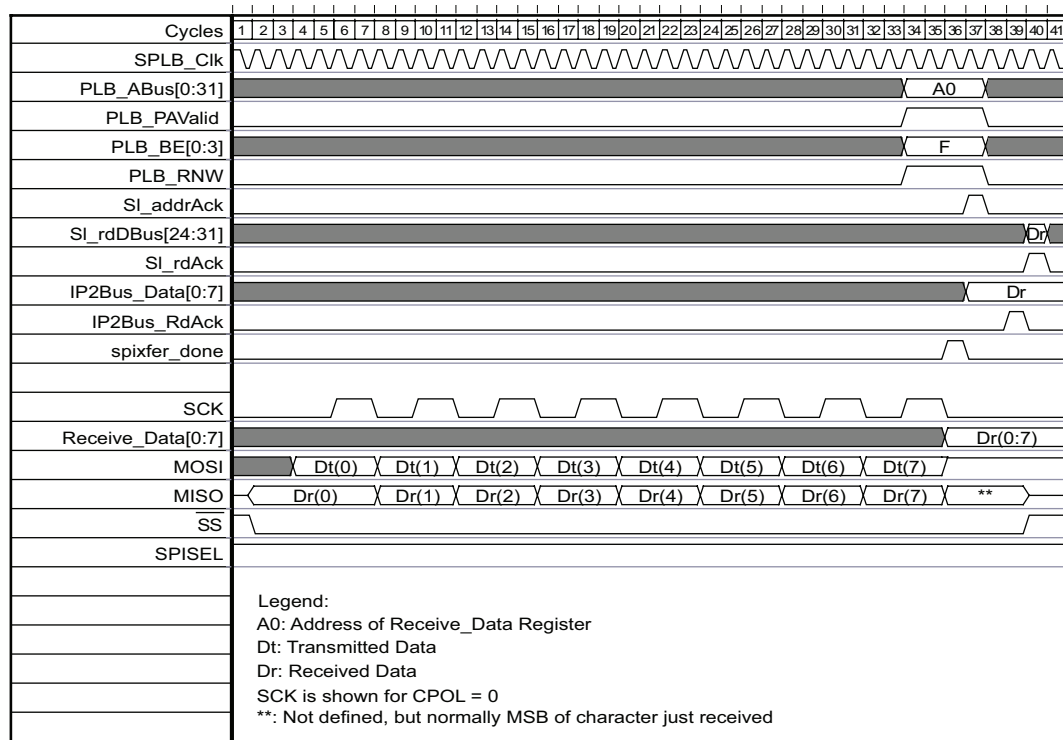 Cycles 1 2 3 4 5 6 7 8 9 10 11 12 13 14 15 16 17 18 19 20 21 22 23 24 25 26 27 28 29 30 31 32 33 34 35 36 37 38 39 40 41
SPLB_Clk
PLB_ABus[0:31] A0
PLB_PAValid
PLB_BE[0:3] F
PLB_RNW
Sl_addrAck
Sl_rdDBus[24:31] Dr
Sl_rdAck
IP2Bus_Data[0:7] Dr
IP2Bus_RdAck
spixfer_done
SCK
Receive_Data[0:7] Dr(0:7)
MOSI Dt(0) Dt(1) Dt(2) Dt(3) Dt(4) Dt(5) Dt(6) Dt(7)
MISO Dr(0) Dr(1) Dr(2) Dr(3) Dr(4) Dr(5) Dr(6) Dr(7) **
SS
SPISEL
Legend:
A0: Address of Receive_Data Register
Dt: Transmitted Data
Dr: Received Data
SCK is shown for CPOL = 0
**: Not defined, but normally MSB of character just received